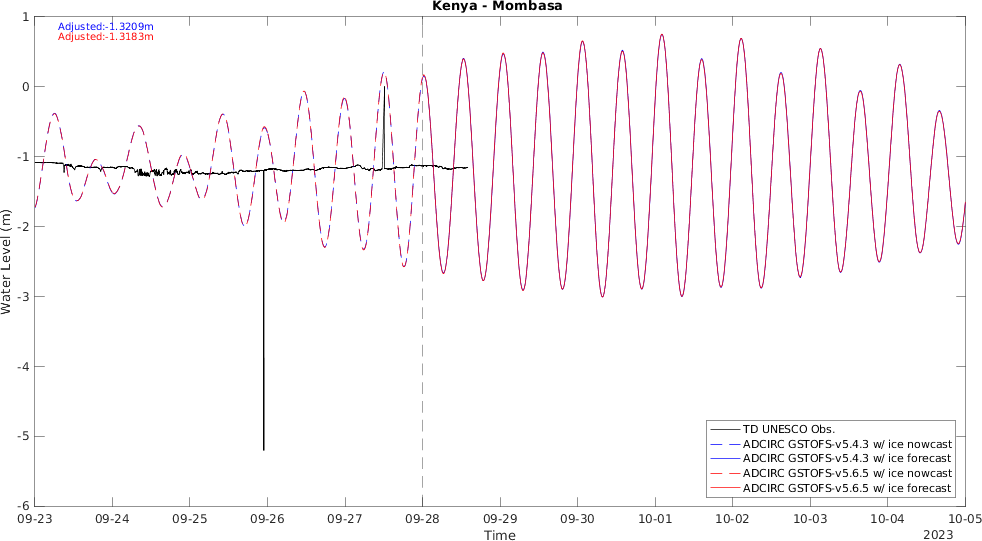 Kenya - Mombasa
Adjusted:-1.3209m
Adjusted:-1.3183m
1
0
-1
-2
-3
-4
-5
-6
Water Level (m)
TD UNESCO Obs.
ADCIRC GSTOFS-v5.4.3 w/ ice nowcast
ADCIRC GSTOFS-v5.4.3 w/ ice forecast
ADCIRC GSTOFS-v5.6.5 w/ ice nowcast
ADCIRC GSTOFS-v5.6.5 w/ ice forecast
09-23 09-24 09-25 09-26 09-27 09-28 09-29 09-30 10-01 10-02 10-03 10-04 10-05
Time
2023